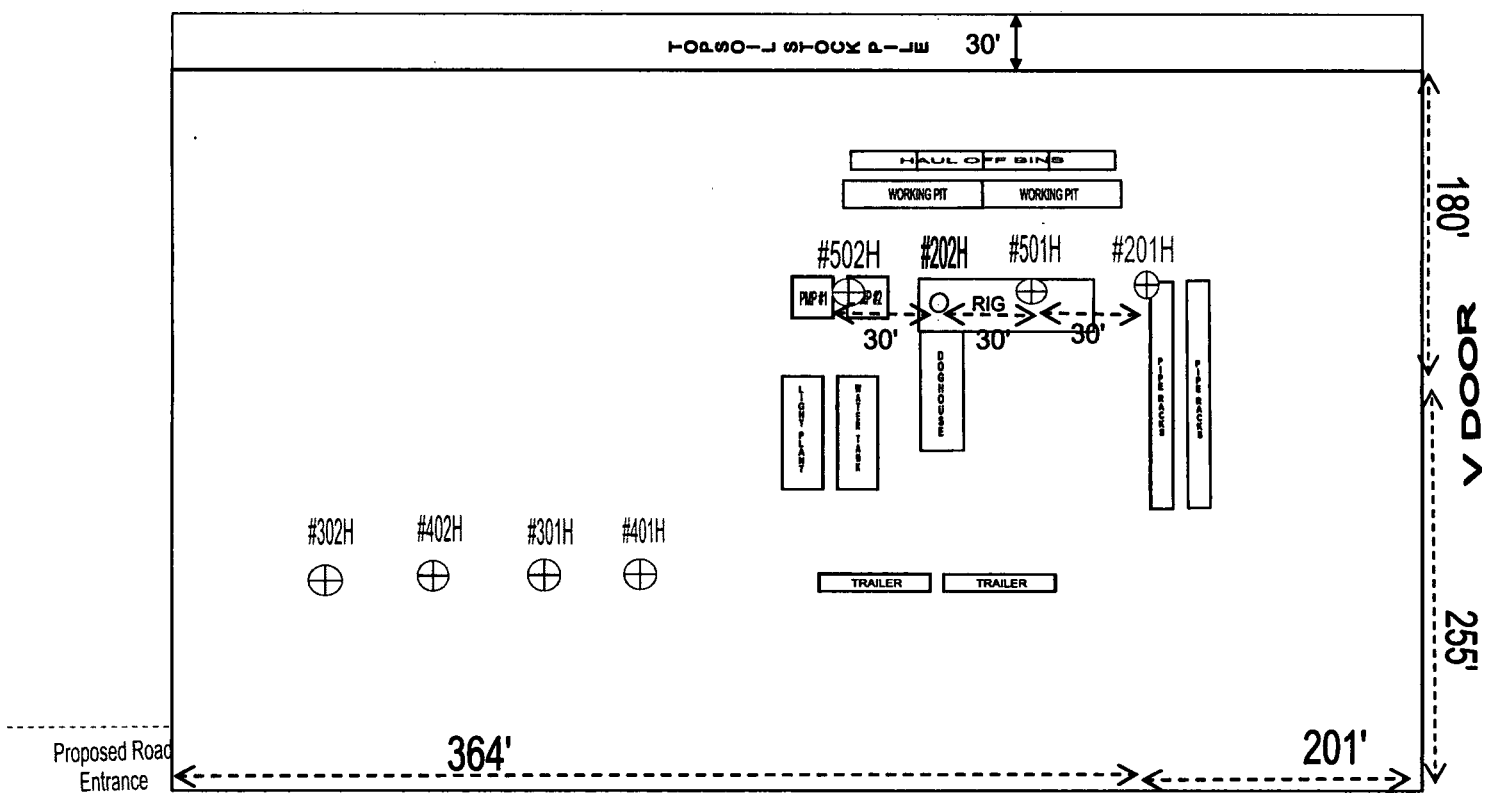 TOPSOIL STOCK PILE 30'
HAUL OFF BINS
WORKING PIT WORKING PIT
180'
#502H #202H #501H #201H
PMP #1 RIG
30' 30' 30'
V DOOR
LIGHT PLANT
WATER TANK
DOGHOUSE
PIPE RACKS
PIPE RACKS
#302H #402H #301H #401H
TRAILER TRAILER
255'
Proposed Road
Entrance
364' 201'